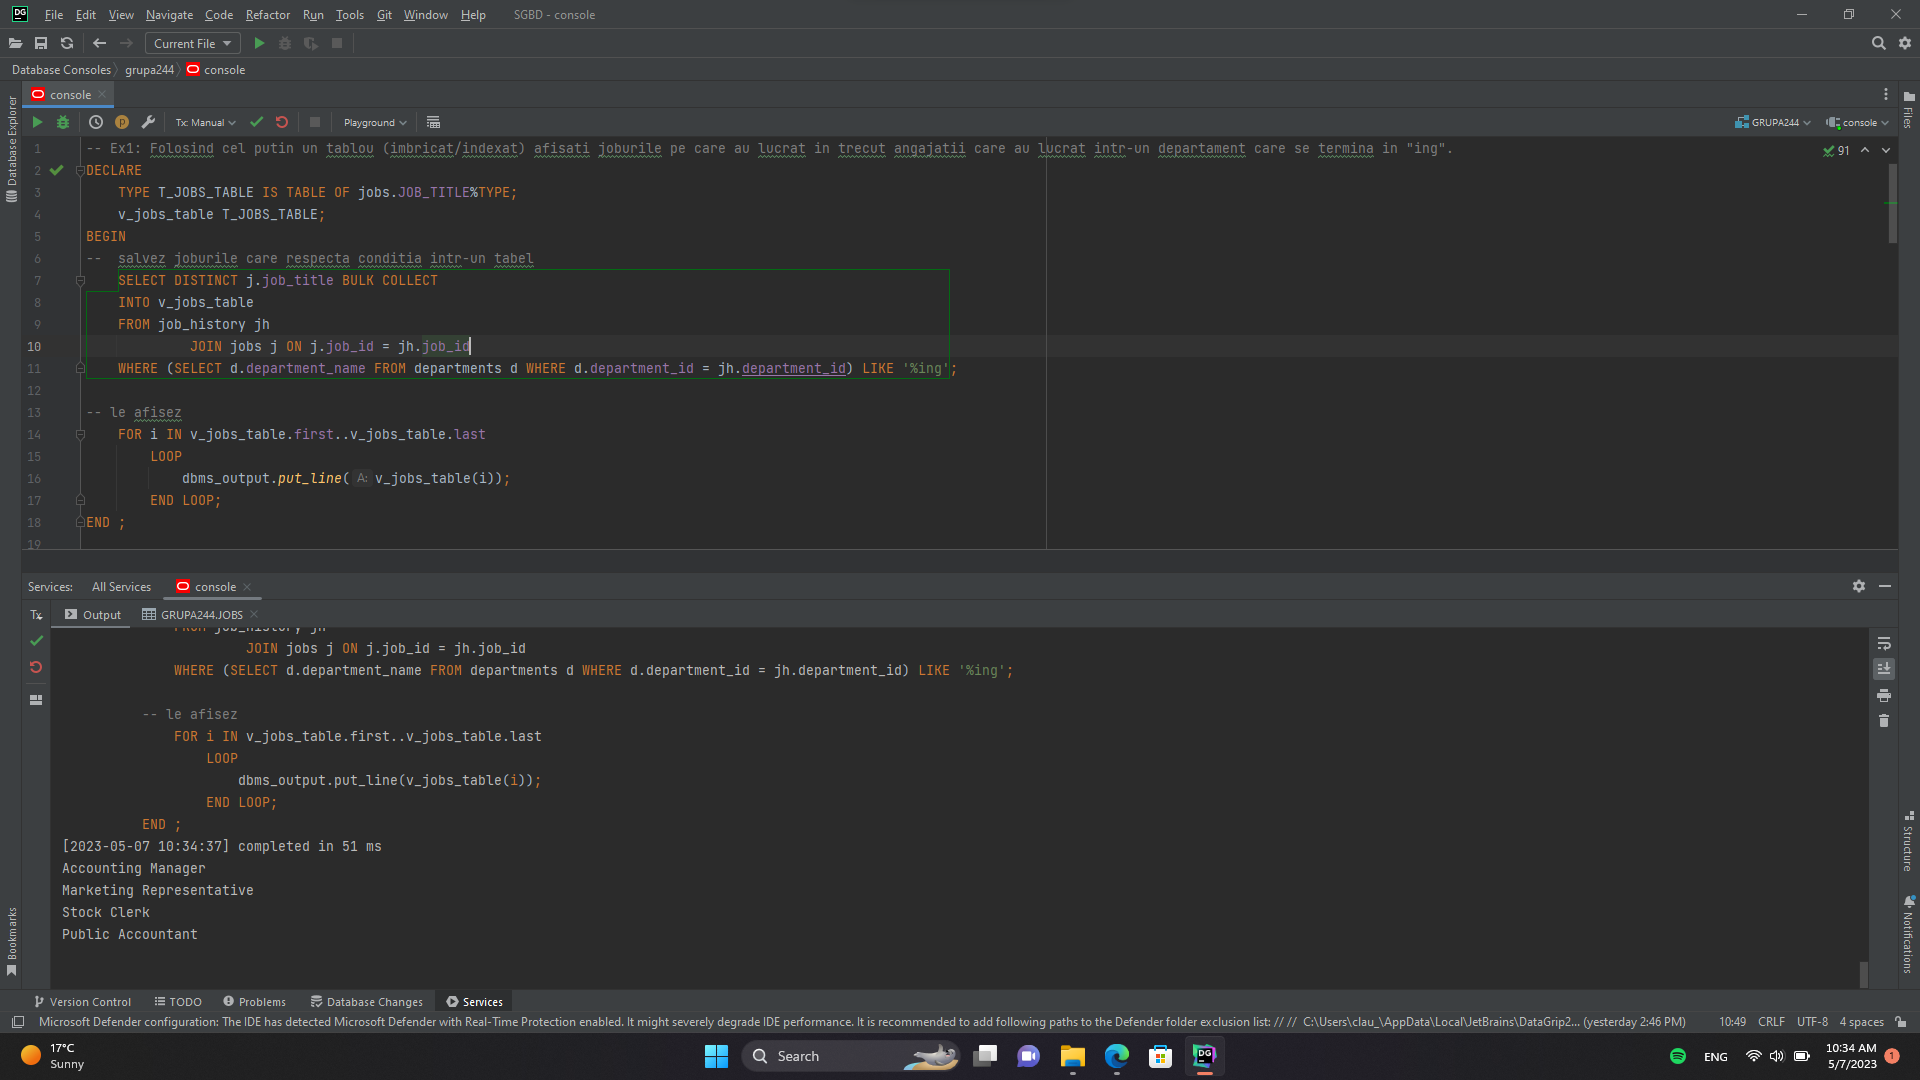 DG File Edit View Navigate Code Refactor Run Tools Git Window Help SGBD - console
Current File
Database Consoles grupa244 console
console
Tx: Manual Playground GRUPA244 console
1 -- Ex1: Folosind cel putin un tablou (imbricat/indexat) afisati joburile pe care au lucrat in trecut angajatii care au lucrat intr-un departament care se termina in "ing".
91
2 DECLARE
3 TYPE T_JOBS_TABLE IS TABLE OF jobs.JOB_TITLE%TYPE;
4 v_jobs_table T_JOBS_TABLE;
5 BEGIN
6 -- salvez joburile care respecta conditia intr-un tabel
7 SELECT DISTINCT j.job_title BULK COLLECT
8 INTO v_jobs_table
9 FROM job_history jh
10 JOIN jobs j ON j.job_id = jh.job_id
11 WHERE (SELECT d.department_name FROM departments d WHERE d.department_id = jh.department_id) LIKE '%ing';
12
13 -- le afisez
14 FOR i IN v_jobs_table.first..v_jobs_table.last
15 LOOP
16 dbms_output.put_line( A: v_jobs_table(i));
17 END LOOP;
18 END ;
19
Database Explorer
Files
Services: All Services console
Tx Output GRUPA244.JOBS
FROM job_history jh
JOIN jobs j ON j.job_id = jh.job_id
WHERE (SELECT d.department_name FROM departments d WHERE d.department_id = jh.department_id) LIKE '%ing';
-- le afisez
FOR i IN v_jobs_table.first..v_jobs_table.last
LOOP
dbms_output.put_line(v_jobs_table(i));
END LOOP;
END ;
[2023-05-07 10:34:37] completed in 51 ms
Accounting Manager
Marketing Representative
Stock Clerk
Public Accountant
Bookmarks
Structure
Notifications
Version Control TODO Problems Database Changes Services
Microsoft Defender configuration: The IDE has detected Microsoft Defender with Real-Time Protection enabled. It might severely degrade IDE performance. It is recommended to add following paths to the Defender folder exclusion list: // // C:\Users\clau_\AppData\Local\JetBrains\DataGrip2... (yesterday 2:46 PM) 10:49 CRLF UTF-8 4 spaces
17°C
Sunny
Search
DG
ENG
10:34 AM
5/7/2023
1